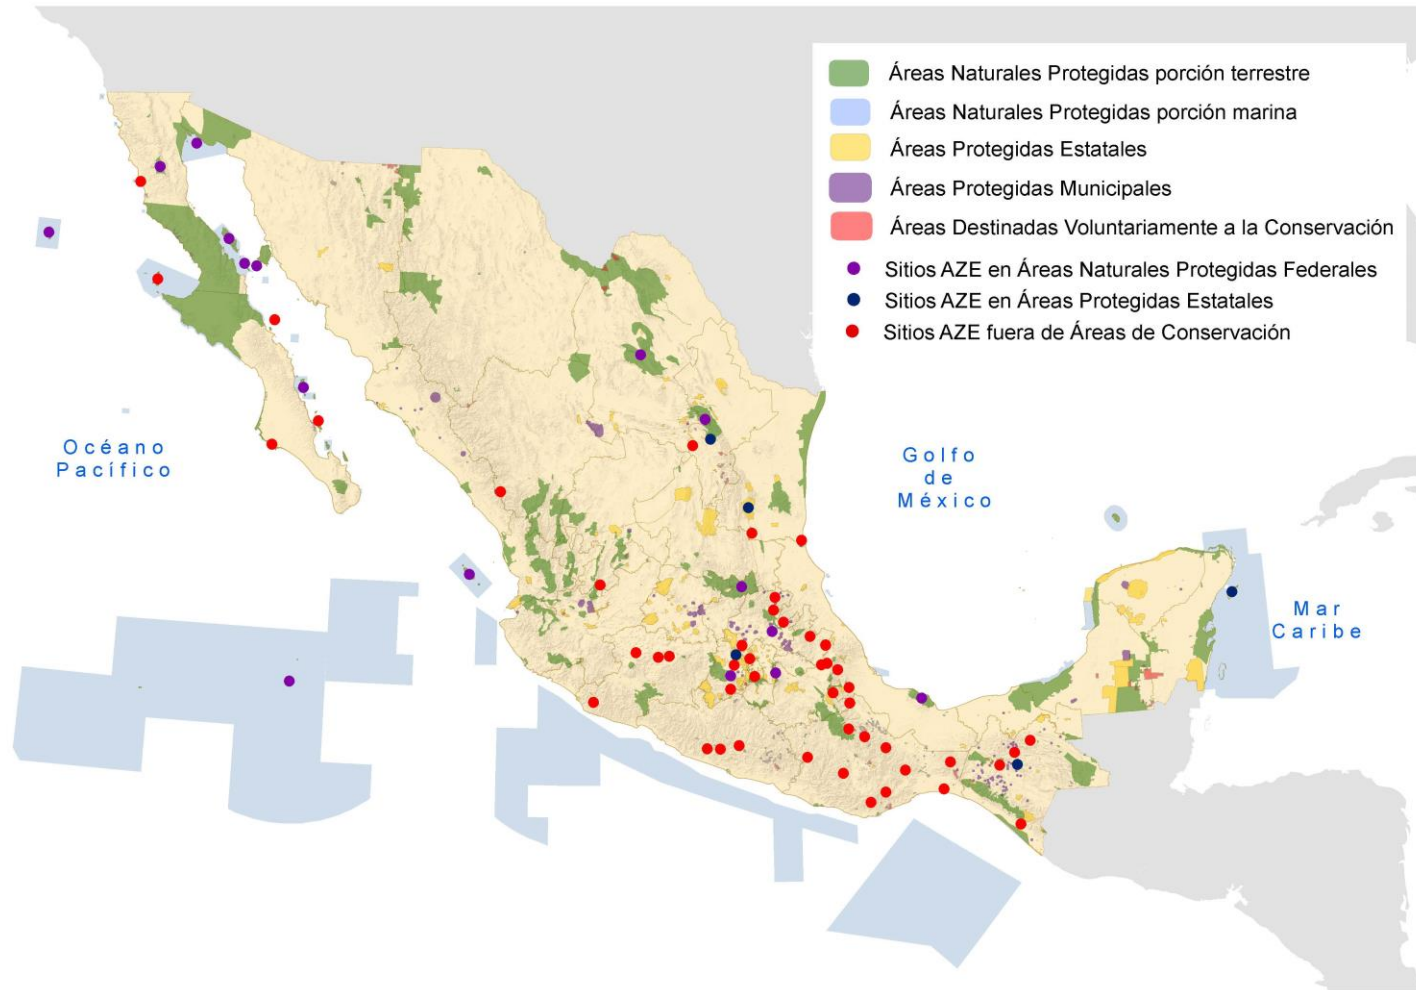 Áreas Naturales Protegidas porción terrestre
Áreas Naturales Protegidas porción marina
Áreas Protegidas Estatales
Áreas Protegidas Municipales
Áreas Destinadas Voluntariamente a la Conservación
Sitios AZE en Áreas Naturales Protegidas Federales
Sitios AZE en Áreas Protegidas Estatales
Sitios AZE fuera de Áreas de Conservación
Océano
Pacífico
Golfo
de
México
Mar
Caribe